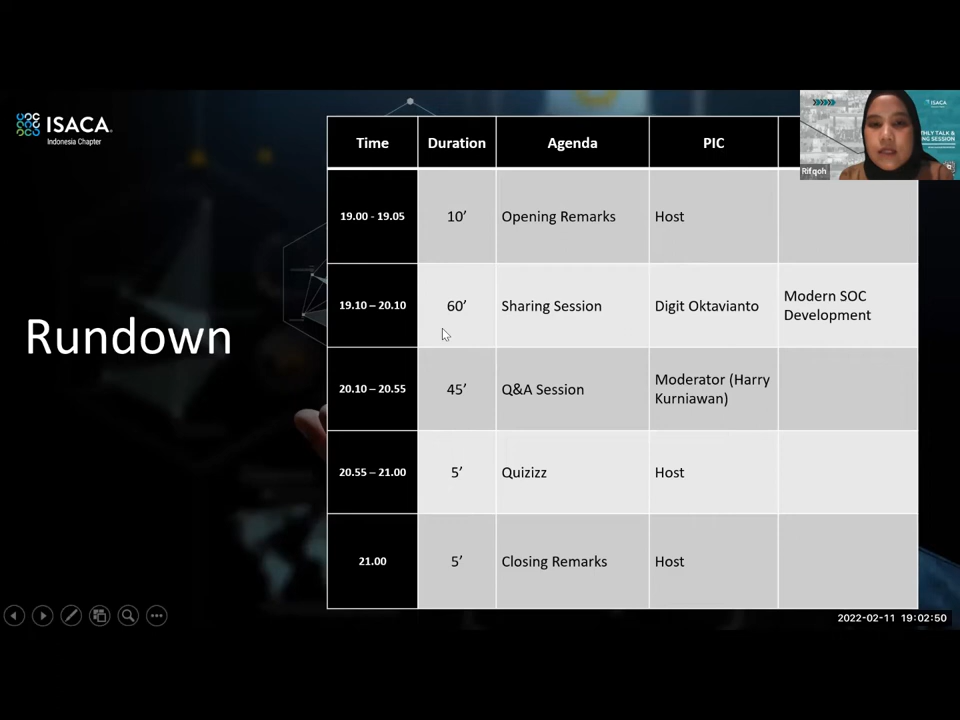 ISACA
Indonesia Chapter
Rundown
Time Duration Agenda PIC
19.00 - 19.05 10’ Opening Remarks Host
19.10 – 20.10 60’ Sharing Session Digit Oktavianto Modern SOC
Development
20.10 – 20.55 45’ Q&A Session Moderator (Harry
Kurniawan)
20.55 – 21.00 5’ Quizizz Host
21.00 5’ Closing Remarks Host
ISACA
Rifqoh
2022-02-11 19:02:50